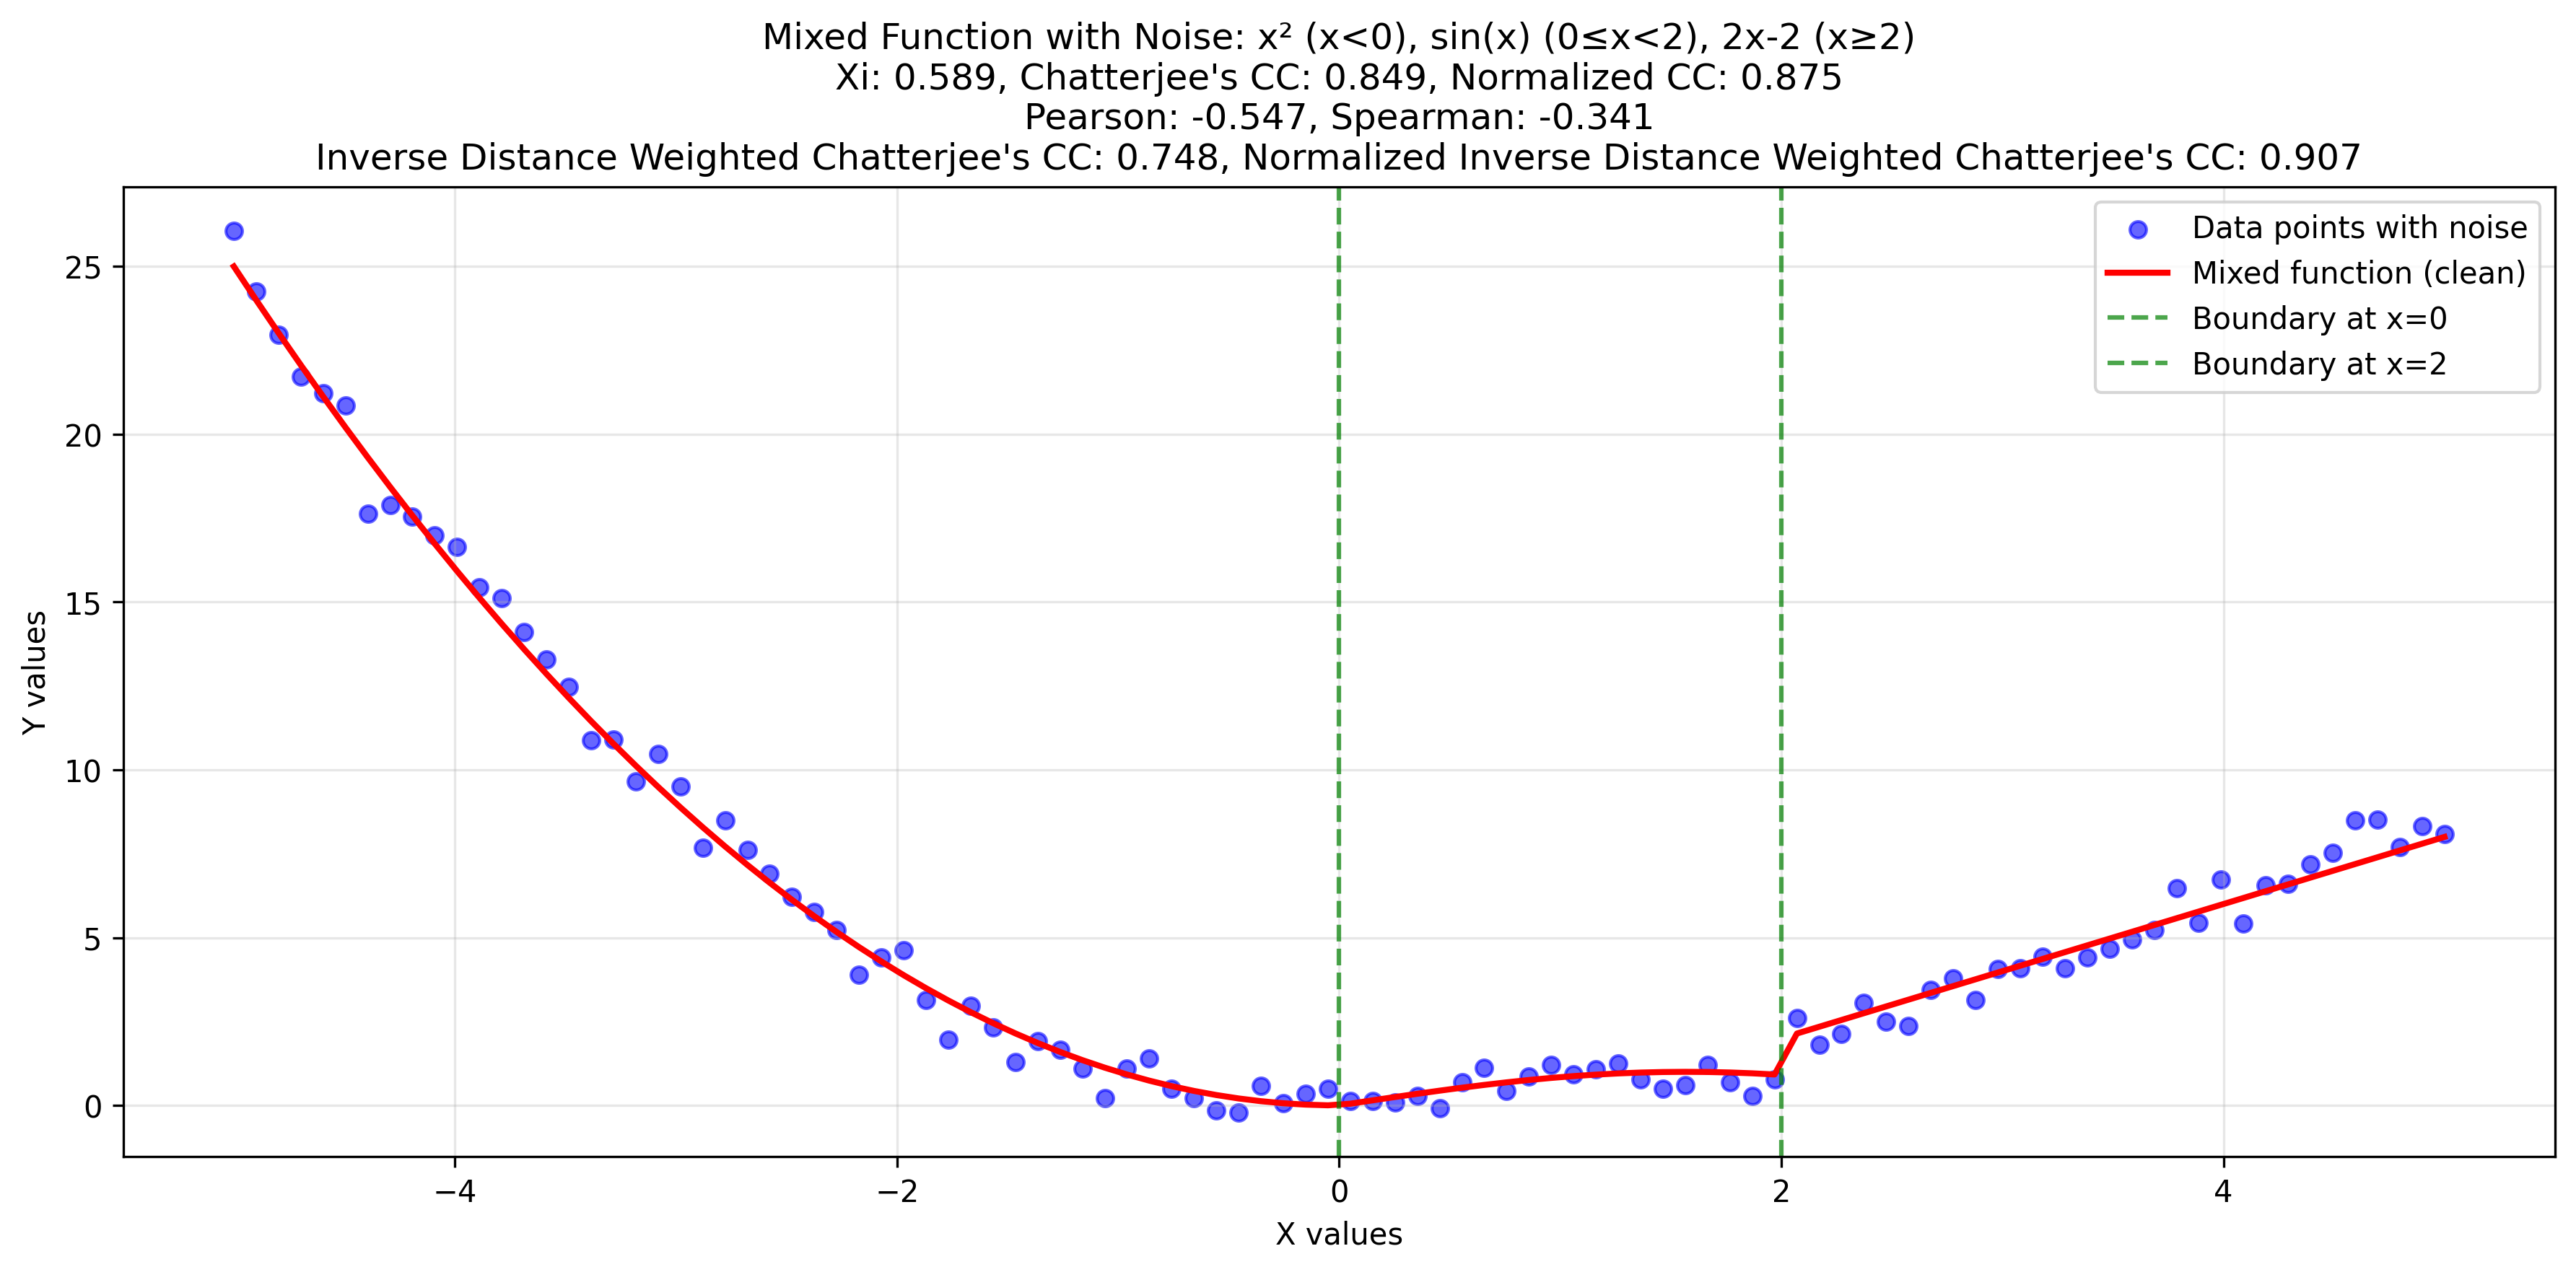 Mixed Function with Noise: x² (x<0), sin(x) (0≤x<2), 2x-2 (x≥2)
Xi: 0.589, Chatterjee's CC: 0.849, Normalized CC: 0.875
Pearson: -0.547, Spearman: -0.341
Inverse Distance Weighted Chatterjee's CC: 0.748, Normalized Inverse Distance Weighted Chatterjee's CC: 0.907
Data points with noise
Mixed function (clean)
Boundary at x=0
Boundary at x=2
25
20
15
10
5
0
Y values
−4
−2
0
2
4
X values